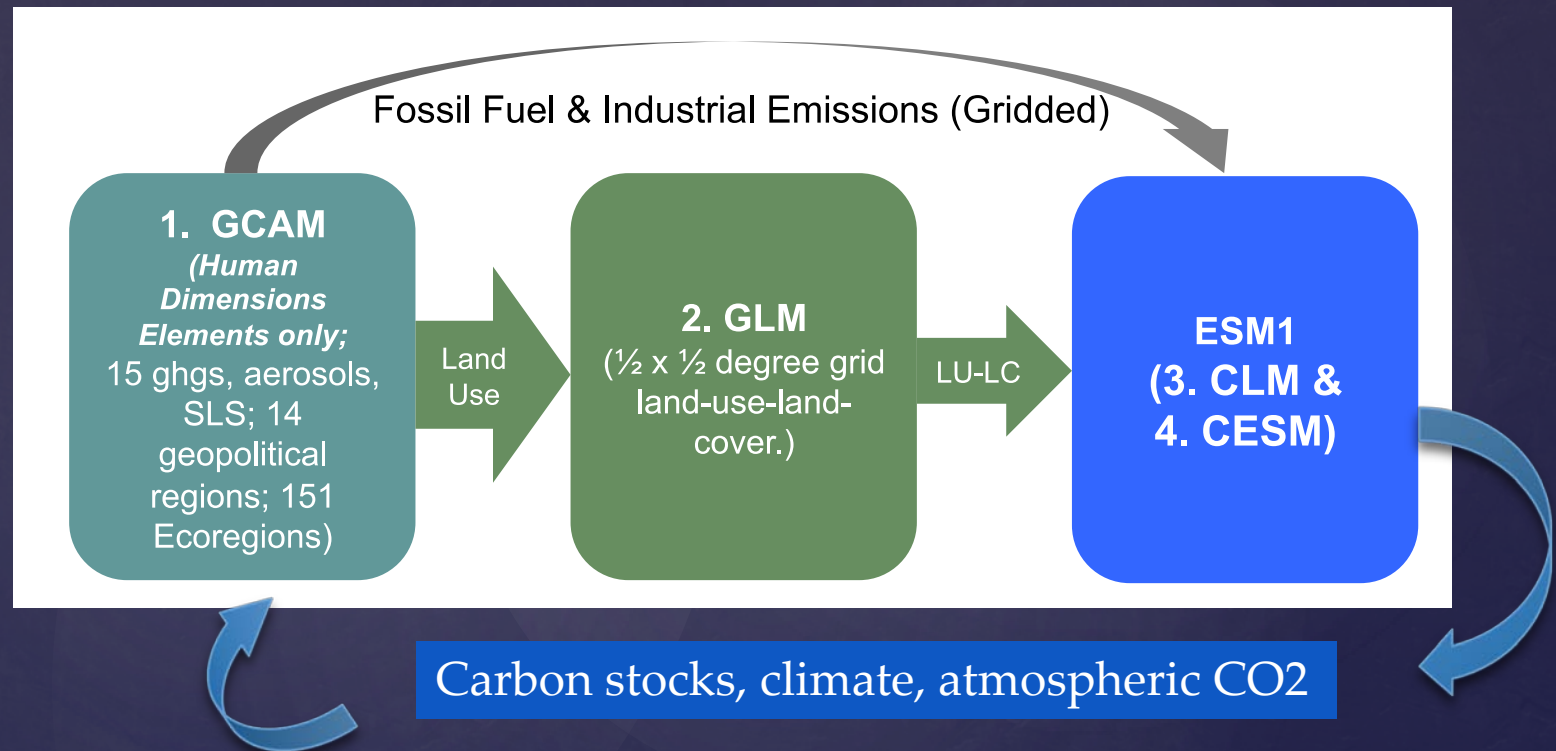 Fossil Fuel & Industrial Emissions (Gridded)
1. GCAM
(Human
Dimensions
Elements only;
15 ghgs, aerosols,
SLS; 14
geopolitical
regions; 151
Ecoregions)
Land
Use
2. GLM
(½ x ½ degree grid
land-use-land-
cover.)
LU-LC
ESM1
(3. CLM &
4. CESM)
Carbon stocks, climate, atmospheric CO2